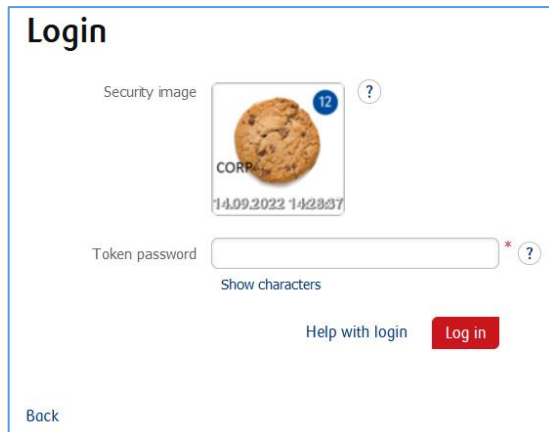 Login
Security image
?
12
CORP
14.09.2022 14:28:37
Token password
* ?
Show characters
Help with login
Log in
Back